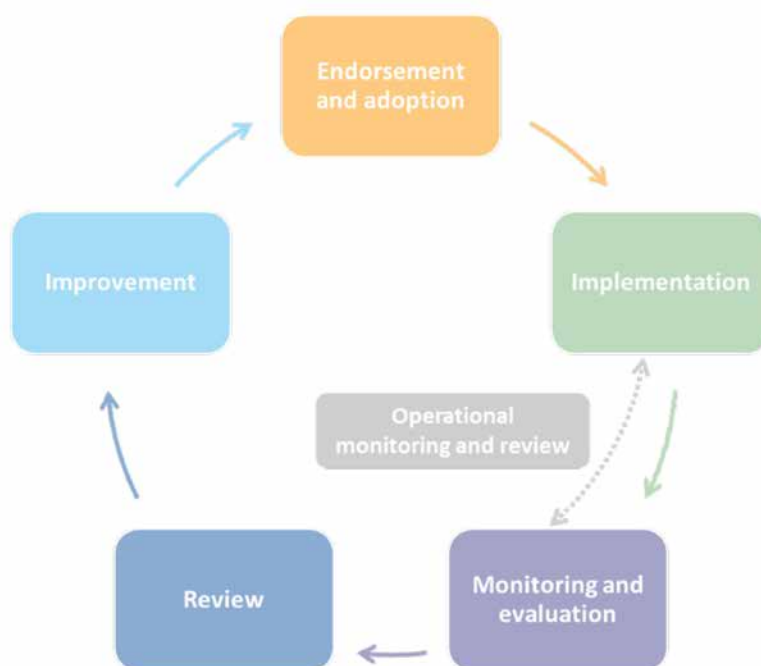 Endorsement
and adoption
Improvement
Implementation
Operational
monitoring and review
Review
Monitoring and
evaluation